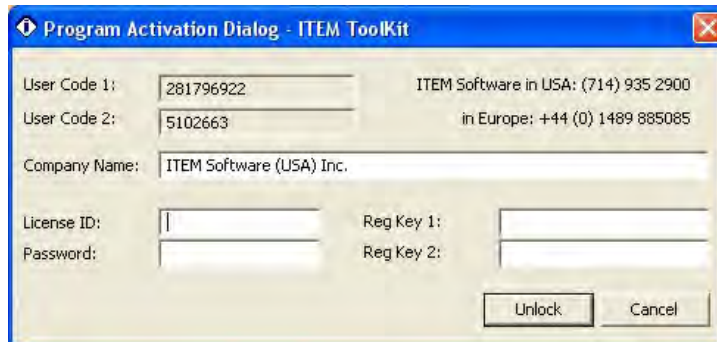 Program Activation Dialog - ITEM ToolKit
User Code 1: 281796922 ITEM Software in USA: (714) 935 2900
User Code 2: 5102663 in Europe: +44 (0) 1489 885085
Company Name: ITEM Software (USA) Inc.
License ID: Reg Key 1:
Password: Reg Key 2:
Unlock Cancel